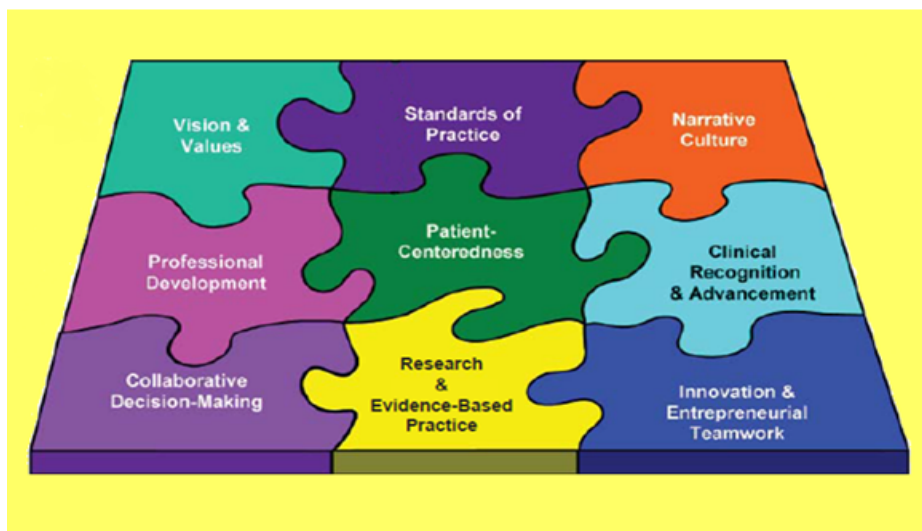 Vision &
Values
Standards of
Practice
Narrative
Culture
Professional
Development
Patient-
Centeredness
Clinical
Recognition
& Advancement
Collaborative
Decision-Making
Research
&
Evidence-Based
Practice
Innovation &
Entrepreneurial
Teamwork